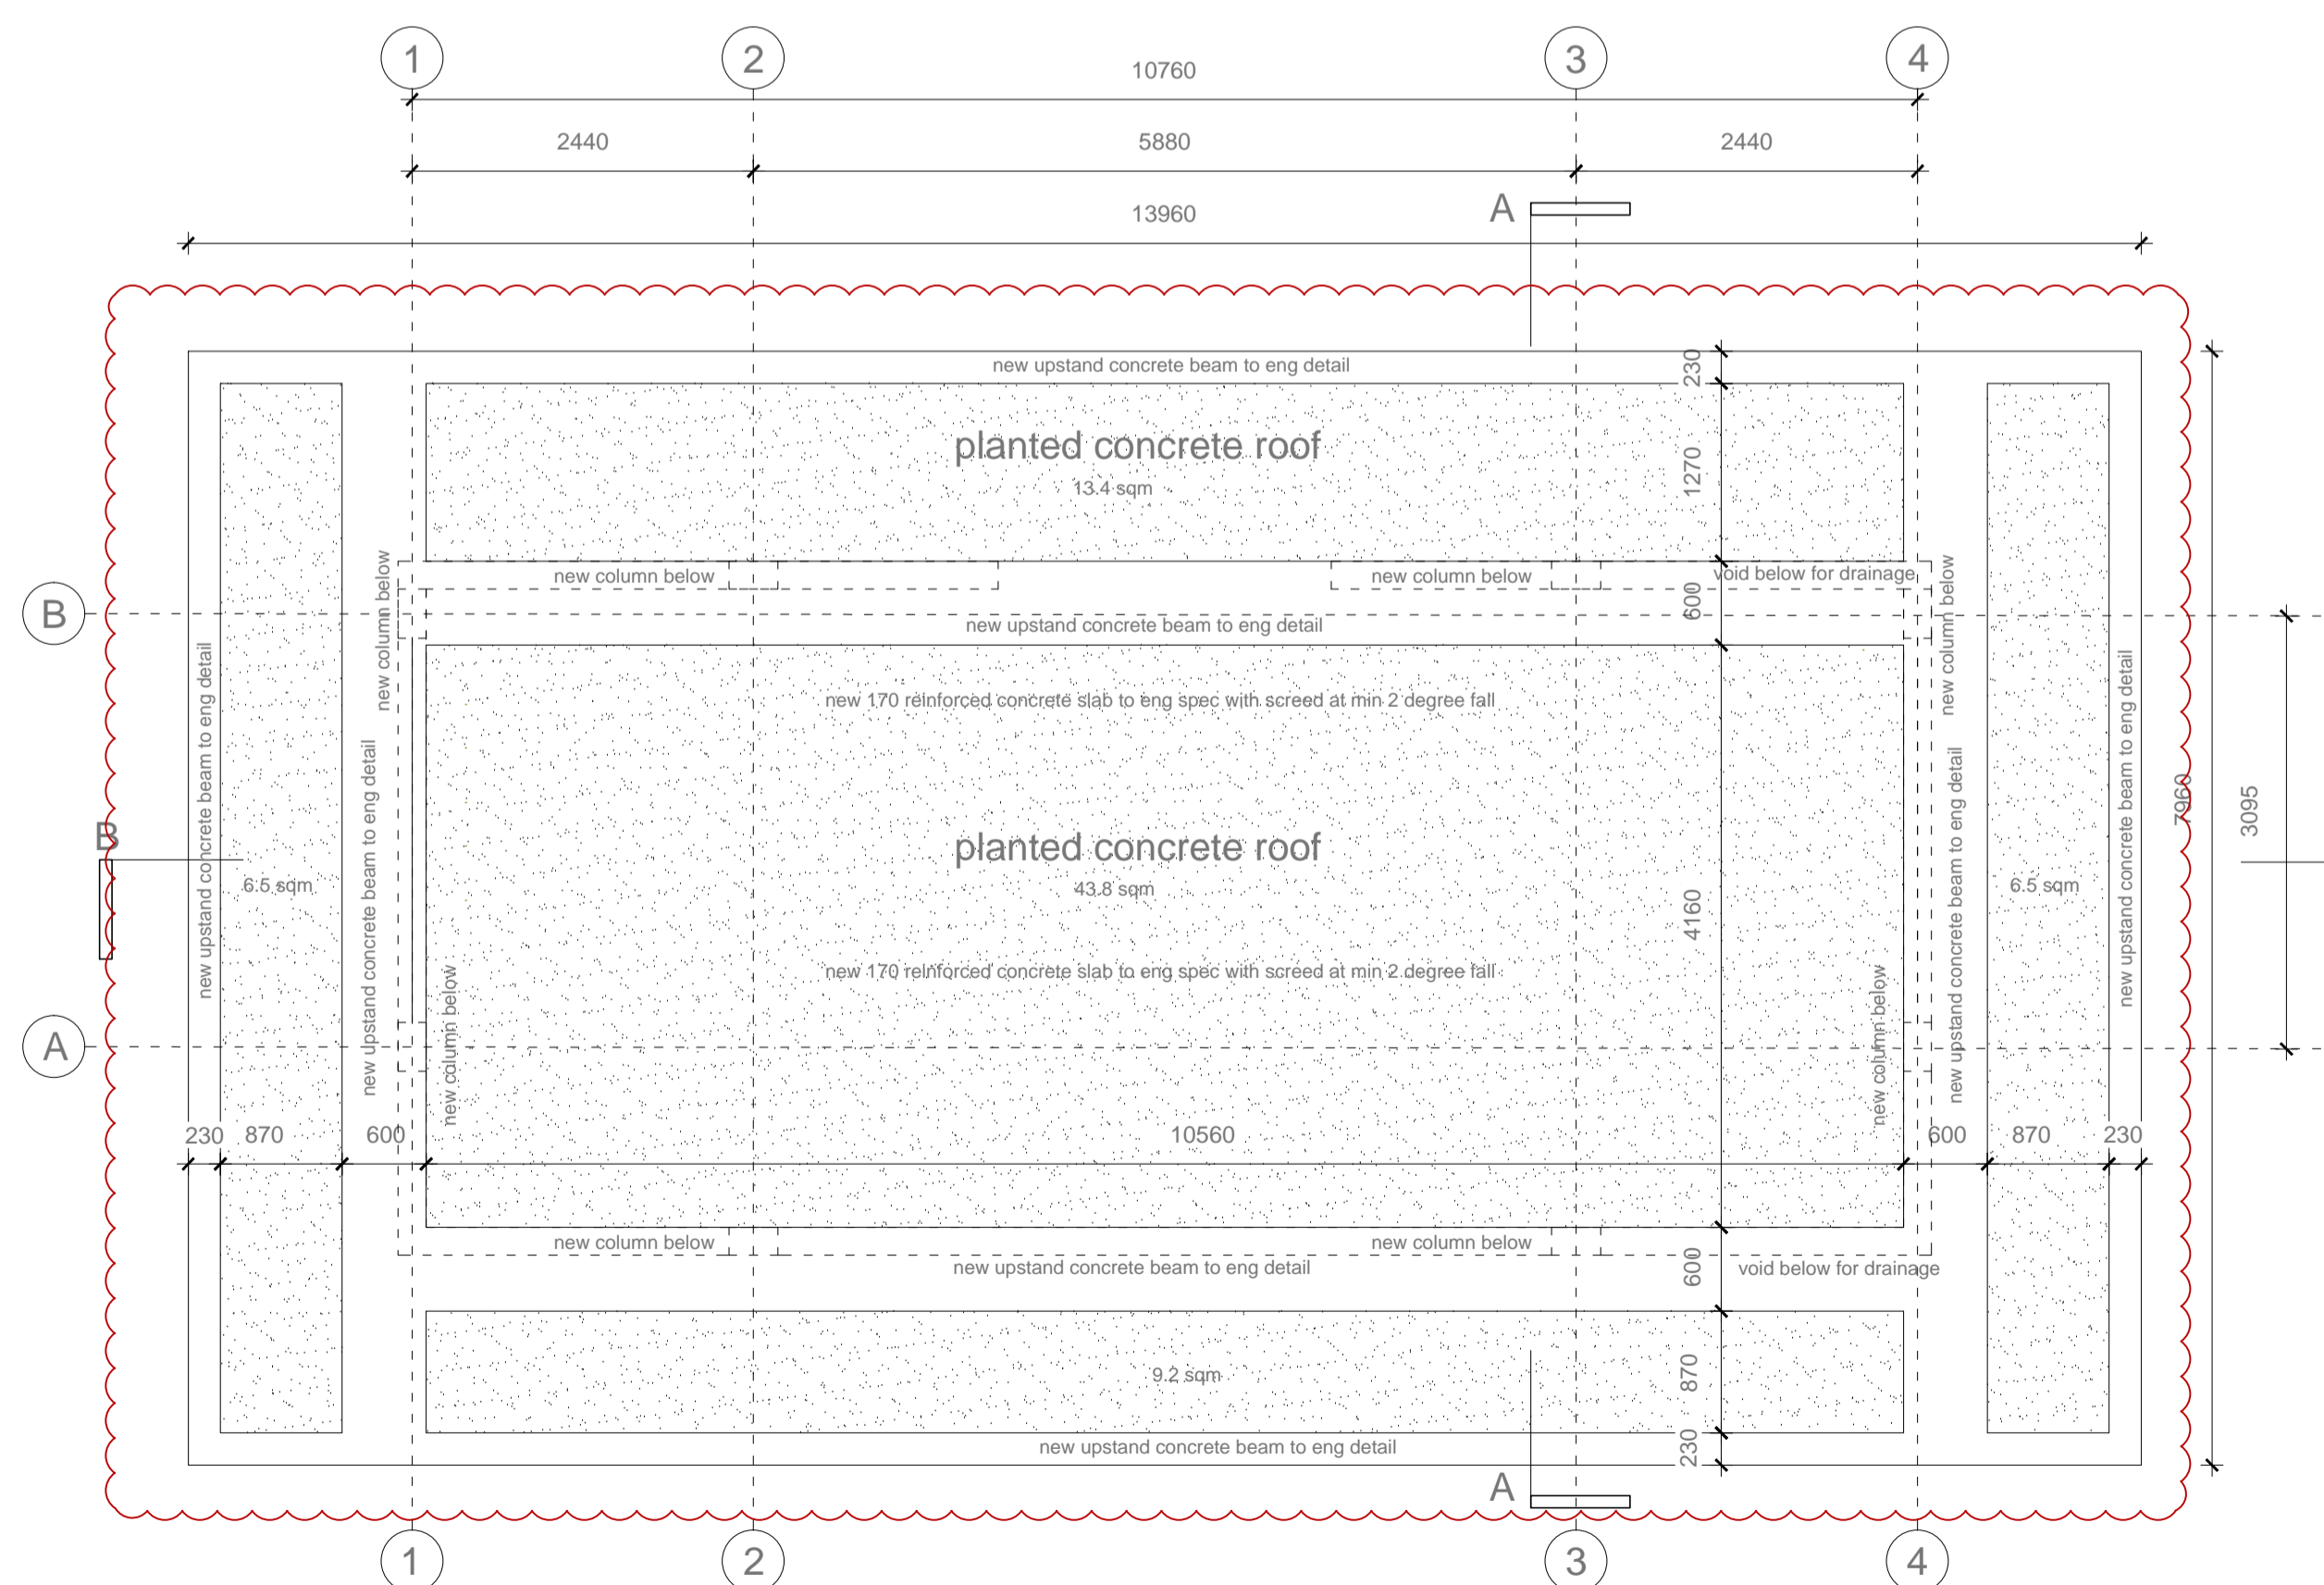 1
2
3
4
10760
2440
5880
2440
13960
A
new upstand concrete beam to eng detail
230
planted concrete roof
13.4 sqm
1270
new column below
new column below
void below for drainage
new column below
new column below
B
600
new upstand concrete beam to eng detail
new upstand concrete beam to eng detail
new upstand concrete beam to eng detail
new upstand concrete beam to eng detail
new upstand concrete beam to eng detail
new 170 reinforced concrete slab to eng spec with screed at min 2 degree fall
7960
3095
B
planted concrete roof
43.8 sqm
6.5 sqm
6.5 sqm
4160
new 170 reinforced concrete slab to eng spec with screed at min 2 degree fall
new column below
new column below
A
230
870
600
10560
600
870
230
new column below
new column below
new upstand concrete beam to eng detail
600
void below for drainage
9.2 sqm
870
new upstand concrete beam to eng detail
230
A
1
2
3
4